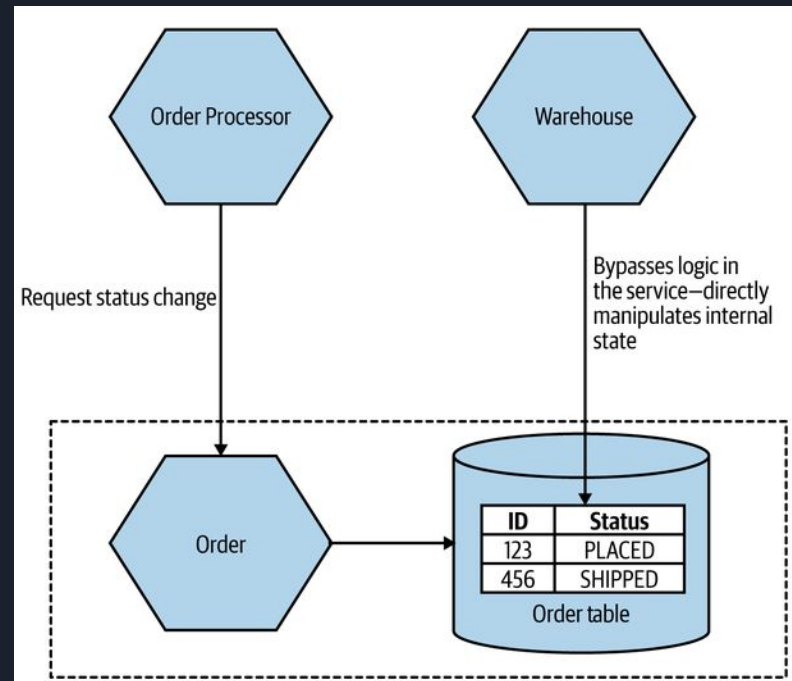 Order Processor
Warehouse
Request status change
Bypasses logic in
the service—directly
manipulates internal
state
Order
ID Status
123 PLACED
456 SHIPPED
Order table